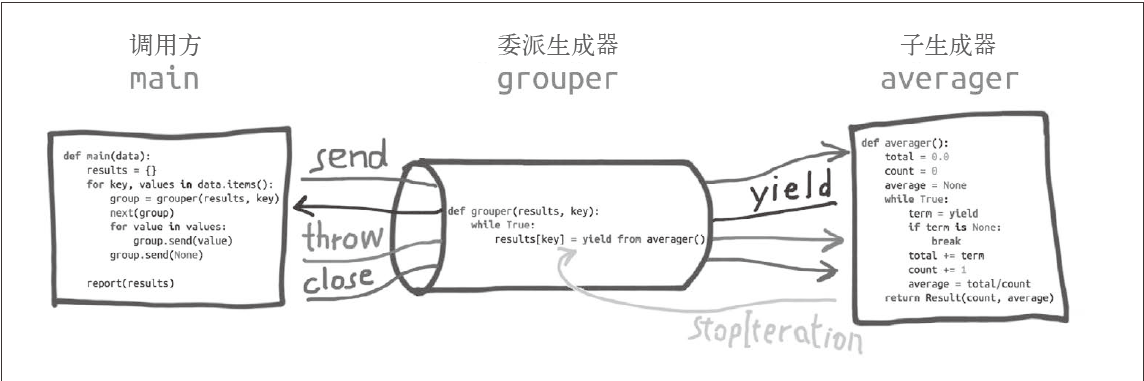 调用方
main
委派生成器
grouper
子生成器
averager
def main(data):
    results = {}
    for key, values in data.items():
        group = grouper(results, key)
        next(group)
        for value in values:
            group.send(value)
        group.send(None)
    report(results)
send
throw
close
def grouper(results, key):
    while True:
        results[key] = yield from averager()
yield
StopIteration
def averager():
    total = 0.0
    count = 0
    average = None
    while True:
        term = yield
        if term is None:
            break
        total += term
        count += 1
        average = total/count
    return Result(count, average)